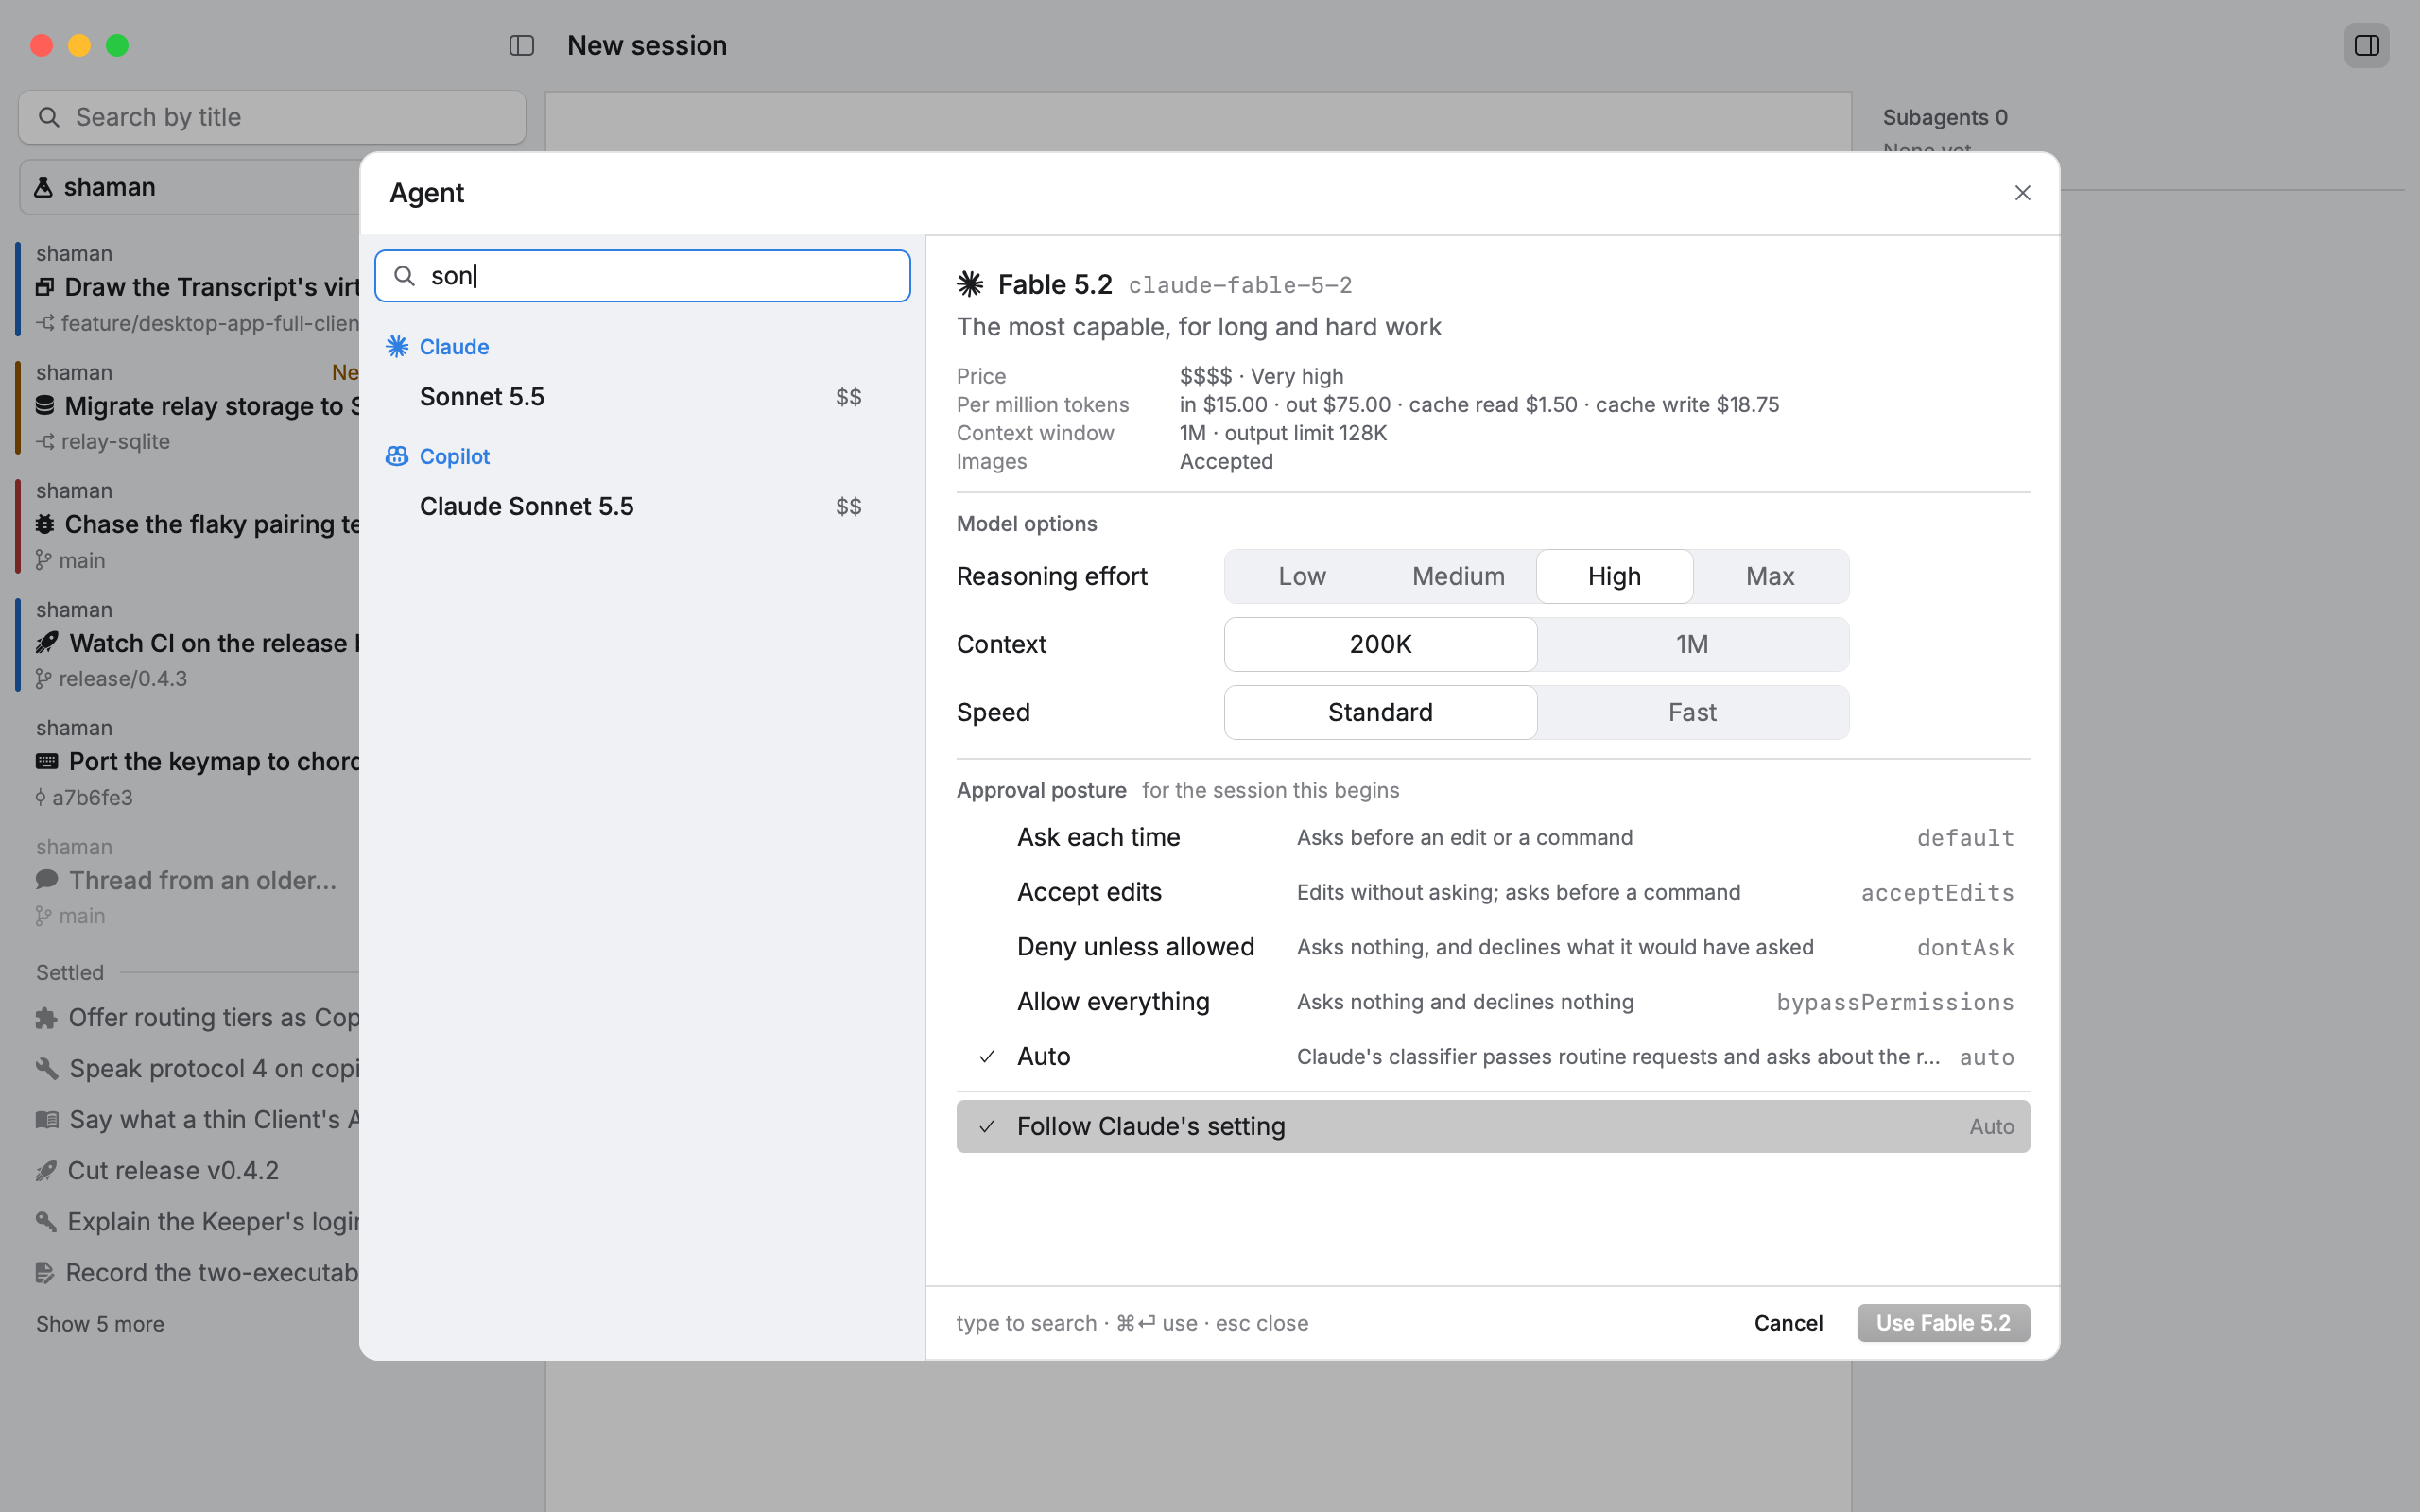 New session
Search by title
Subagents 0
None yet
shaman
shaman
Draw the Transcript's virt
feature/desktop-app-full-clien
shaman
Ne
Migrate relay storage to S
relay-sqlite
shaman
Chase the flaky pairing te
main
shaman
Watch CI on the release b
release/0.4.3
shaman
Port the keymap to chord
a7b6fe3
shaman
Thread from an older...
main
Settled
Offer routing tiers as Cop
Speak protocol 4 on copi
Say what a thin Client's A
Cut release v0.4.2
Explain the Keeper's login
Record the two-executab
Show 5 more
Agent
son
Claude
Sonnet 5.5 $$
Copilot
Claude Sonnet 5.5 $$
Fable 5.2 claude-fable-5-2
The most capable, for long and hard work
Price $$$$ · Very high
Per million tokens in $15.00 · out $75.00 · cache read $1.50 · cache write $18.75
Context window 1M · output limit 128K
Images Accepted
Model options
Reasoning effort Low Medium High Max
Context 200K 1M
Speed Standard Fast
Approval posture for the session this begins
Ask each time Asks before an edit or a command default
Accept edits Edits without asking; asks before a command acceptEdits
Deny unless allowed Asks nothing, and declines what it would have asked dontAsk
Allow everything Asks nothing and declines nothing bypassPermissions
Auto Claude's classifier passes routine requests and asks about the r... auto
Follow Claude's setting Auto
type to search · ⌘⏎ use · esc close
Cancel
Use Fable 5.2